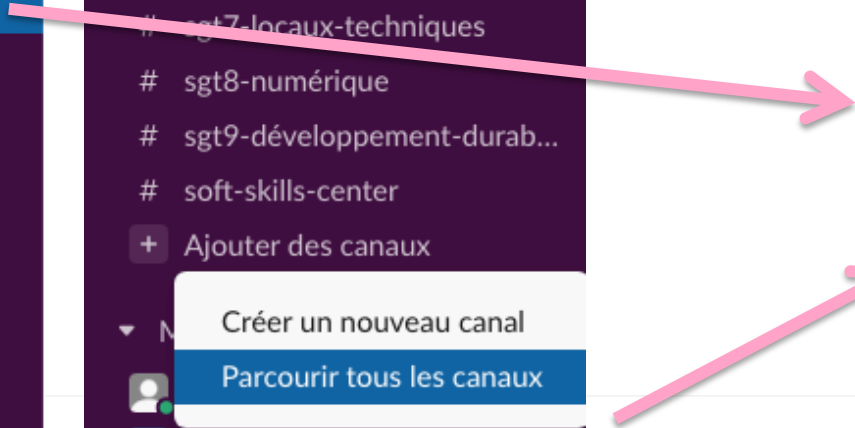 # sgt7-locaux-techniques
# sgt8-numérique
# sgt9-développement-durab...
# soft-skills-center
+ Ajouter des canaux
Créer un nouveau canal
Parcourir tous les canaux